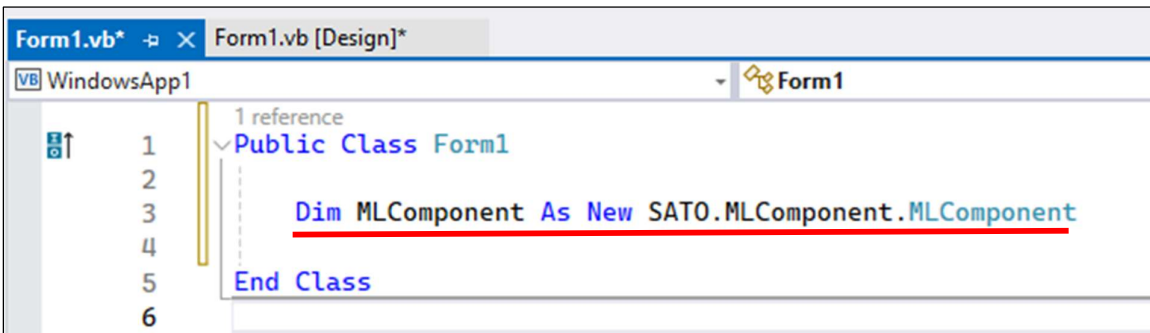 Form1.vb* Form1.vb [Design]*
VB WindowsApp1 Form1
1 reference
1 Public Class Form1
2
3 Dim MLComponent As New SATO.MLComponent.MLComponent
4
5 End Class
6